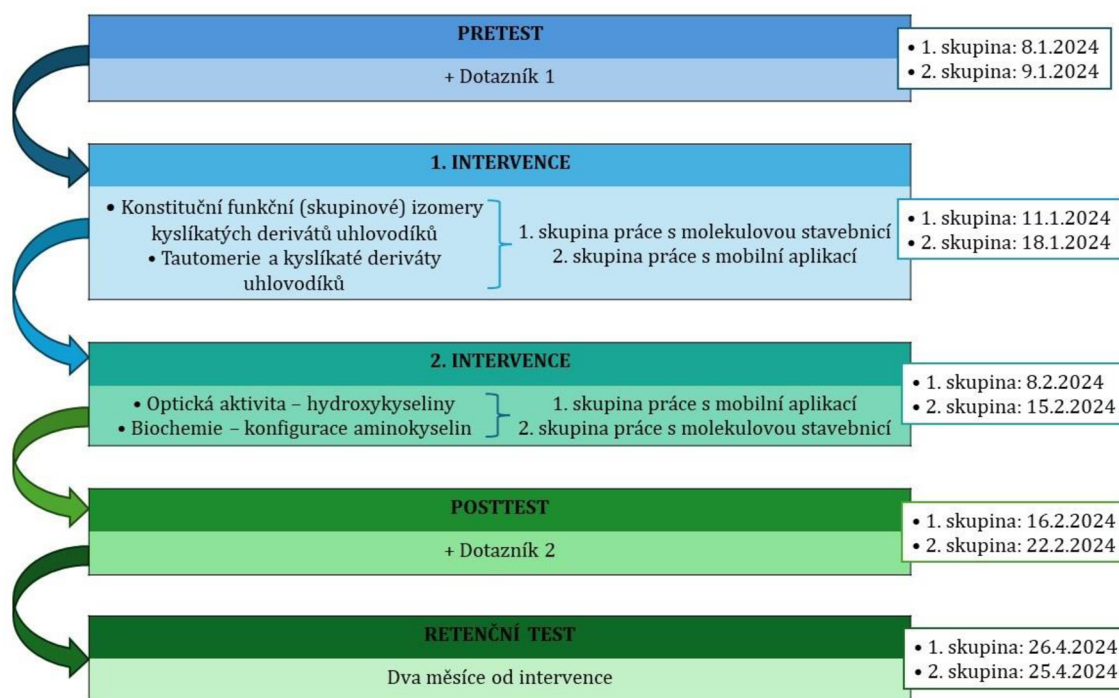 PRETEST
+ Dotazník 1
• 1. skupina: 8.1.2024
• 2. skupina: 9.1.2024
1. INTERVENCE
• Konstituční funkční (skupinové) izomery
kyslíkatých derivátů uhlovodíků
• Tautomerie a kyslíkaté deriváty
uhlovodíků
1. skupina práce s molekulovou stavebnicí
2. skupina práce s mobilní aplikací
• 1. skupina: 11.1.2024
• 2. skupina: 18.1.2024
2. INTERVENCE
• Optická aktivita – hydroxykyseliny
• Biochemie – konfigurace aminokyselin
1. skupina práce s mobilní aplikací
2. skupina práce s molekulovou stavebnicí
• 1. skupina: 8.2.2024
• 2. skupina: 15.2.2024
POSTTEST
+ Dotazník 2
• 1. skupina: 16.2.2024
• 2. skupina: 22.2.2024
RETENČNÍ TEST
Dva měsíce od intervence
• 1. skupina: 26.4.2024
• 2. skupina: 25.4.2024